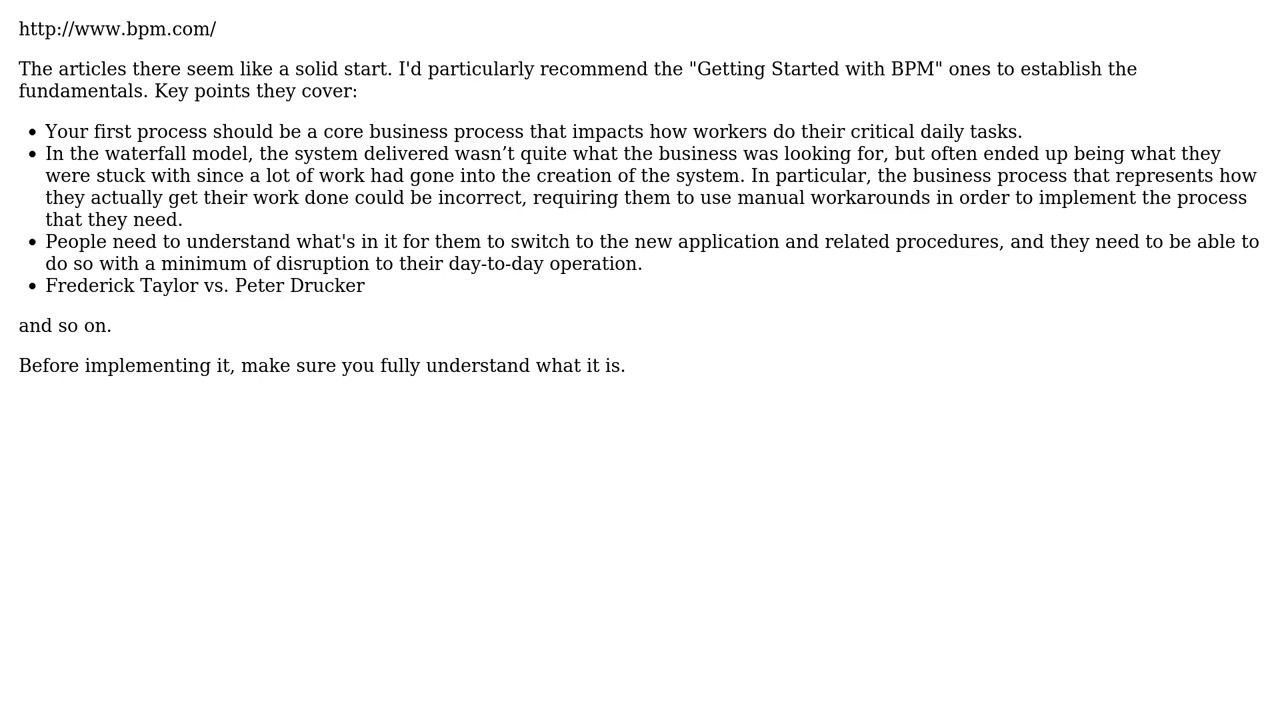 http://www.bpm.com/
The articles there seem like a solid start. I'd particularly recommend the "Getting Started with BPM" ones to establish the
fundamentals. Key points they cover:
• Your first process should be a core business process that impacts how workers do their critical daily tasks.
• In the waterfall model, the system delivered wasn’t quite what the business was looking for, but often ended up being what they
were stuck with since a lot of work had gone into the creation of the system. In particular, the business process that represents how
they actually get their work done could be incorrect, requiring them to use manual workarounds in order to implement the process
that they need.
• People need to understand what's in it for them to switch to the new application and related procedures, and they need to be able to
do so with a minimum of disruption to their day-to-day operation.
• Frederick Taylor vs. Peter Drucker
and so on.
Before implementing it, make sure you fully understand what it is.